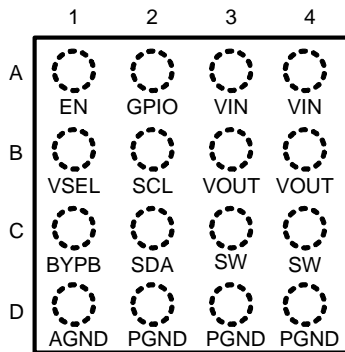 1 2 3 4
A
EN GPIO VIN VIN
B
VSEL SCL VOUT VOUT
C
BYPB SDA SW SW
D
AGND PGND PGND PGND